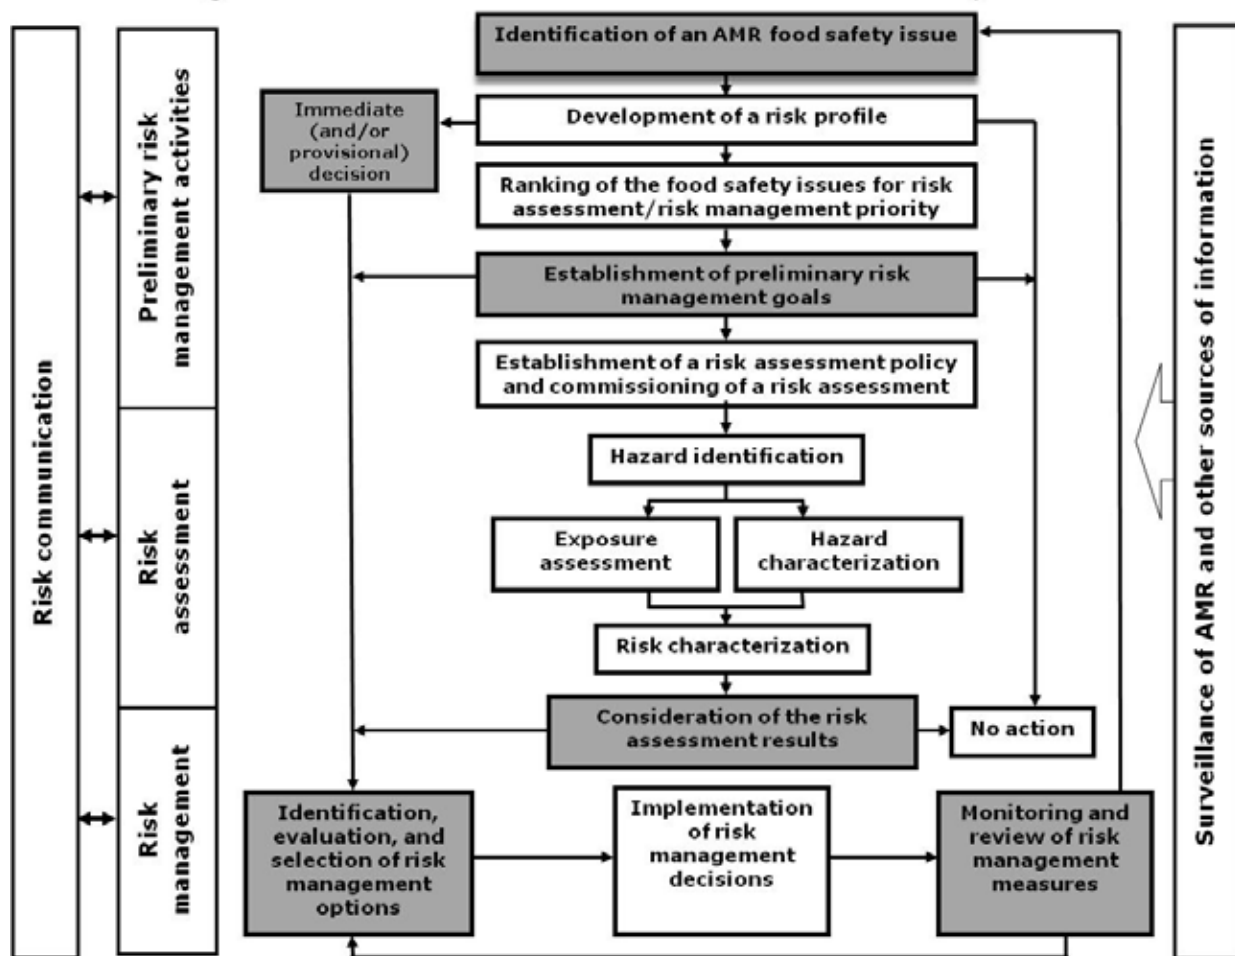 Identification of an AMR food safety issue
Immediate
(and/or
provisional)
decision
Development of a risk profile
Ranking of the food safety issues for risk
assessment/risk management priority
Establishment of preliminary risk
management goals
Establishment of a risk assessment policy
and commissioning of a risk assessment
Hazard identification
Exposure
assessment
Hazard
characterization
Risk characterization
Consideration of the risk
assessment results
No action
Identification,
evaluation, and
selection of risk
management
options
Implementation
of risk
management
decisions
Monitoring and
review of risk
management
measures
Risk communication
Preliminary risk
management activities
Risk
assessment
Risk
management
Surveillance of AMR and other sources of information